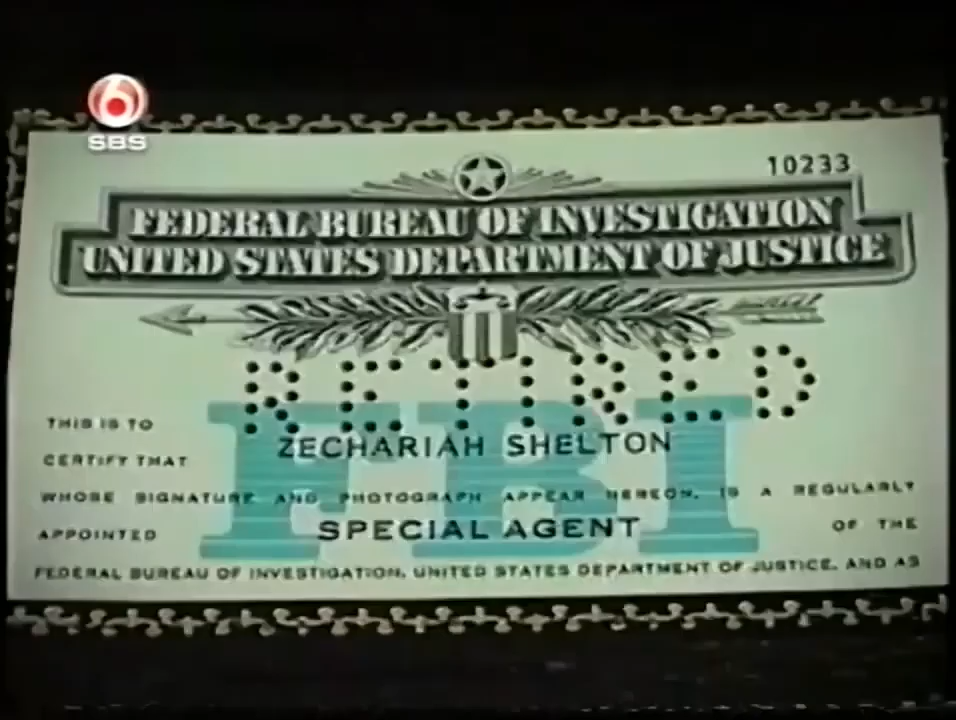 6
SBS
10233
FEDERAL BUREAU OF INVESTIGATION
UNITED STATES DEPARTMENT OF JUSTICE
RETIRED
FBI
THIS IS TO
ZECHARIAH SHELTON
CERTIFY THAT
WHOSE SIGNATURE AND PHOTOGRAPH APPEAR HEREON, IS A REGULARLY
APPOINTED SPECIAL AGENT OF THE
FEDERAL BUREAU OF INVESTIGATION, UNITED STATES DEPARTMENT OF JUSTICE, AND AS